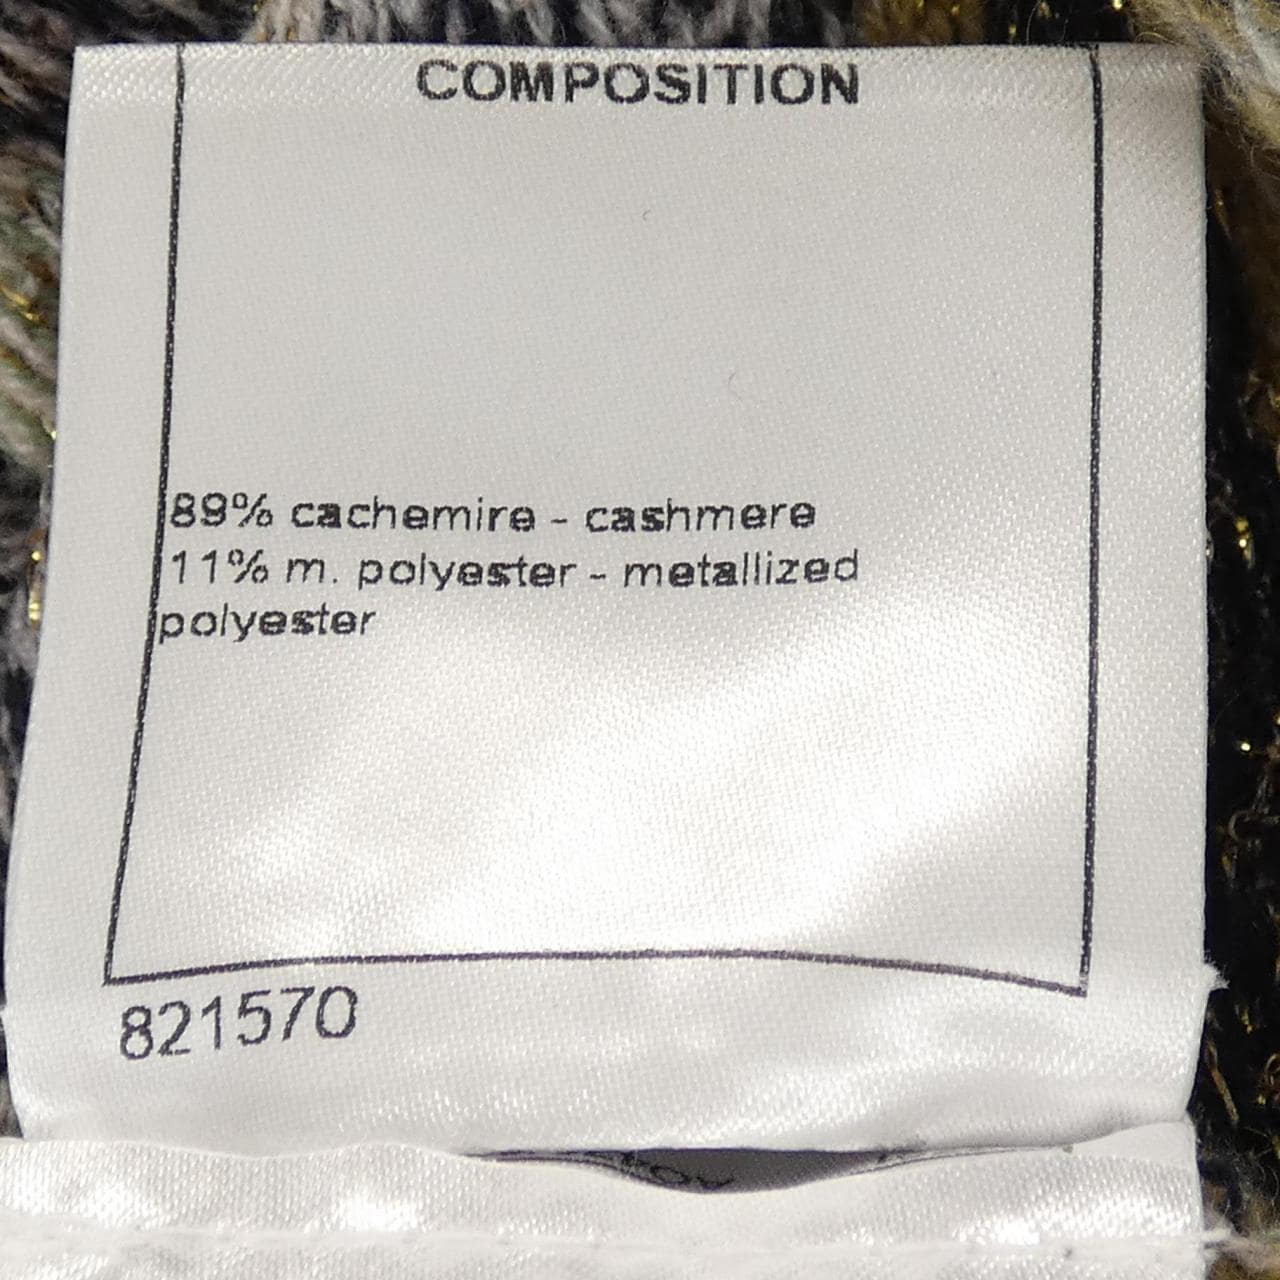 COMPOSITION
89% cachemire - cashmere
11% m. polyester - metallized
polyester
821570